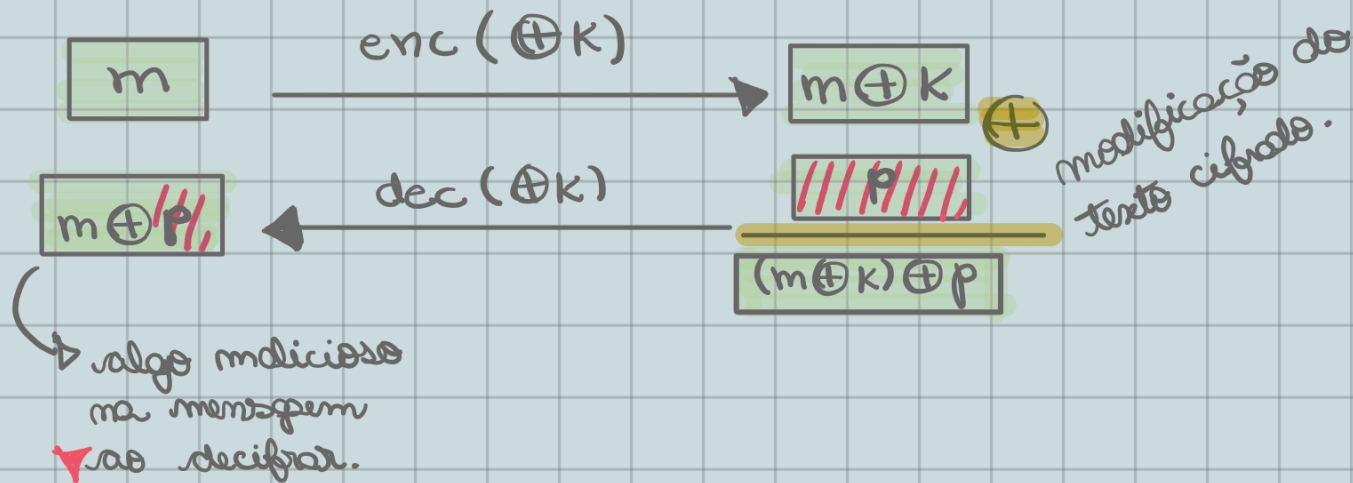 m
enc (⊕k)
m⊕k
⊕
modificação do
texto cifrado.
p
(m⊕k)⊕p
dec (⊕k)
m⊕p
algo malicioso
na mensagem
ao decifrar.